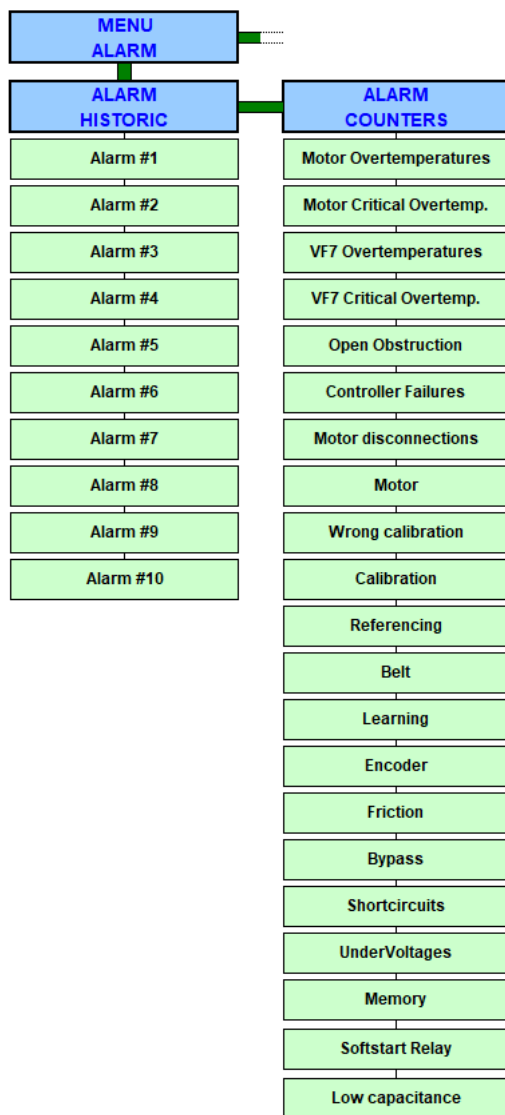 MENU
ALARM
ALARM
HISTORIC
Alarm #1
Alarm #2
Alarm #3
Alarm #4
Alarm #5
Alarm #6
Alarm #7
Alarm #8
Alarm #9
Alarm #10
ALARM
COUNTERS
Motor Overtemperatures
Motor Critical Overtemp.
VF7 Overtemperatures
VF7 Critical Overtemp.
Open Obstruction
Controller Failures
Motor disconnections
Motor
Wrong calibration
Calibration
Referencing
Belt
Learning
Encoder
Friction
Bypass
Shortcircuits
UnderVoltages
Memory
Softstart Relay
Low capacitance